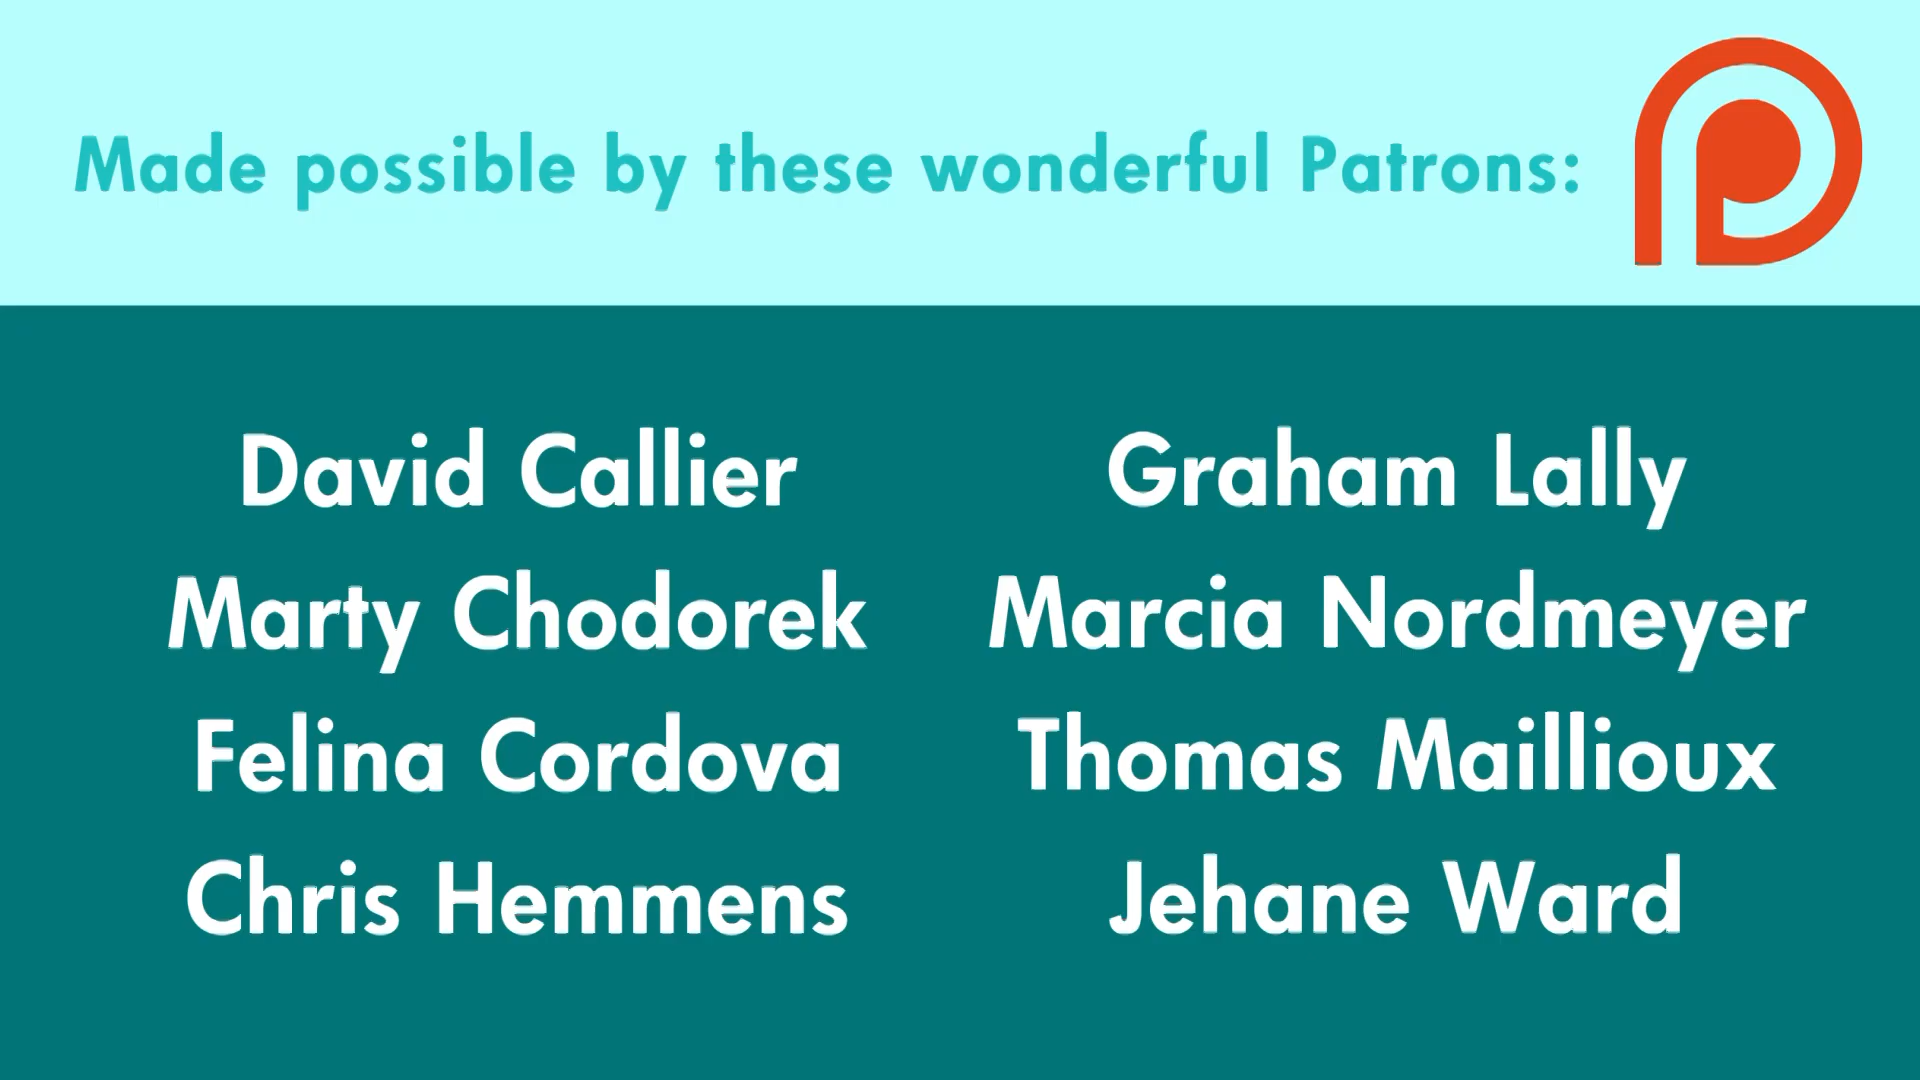 Made possible by these wonderful Patrons:
David Callier
Marty Chodorek
Felina Cordova
Chris Hemmens
Graham Lally
Marcia Nordmeyer
Thomas Maillioux
Jehane Ward